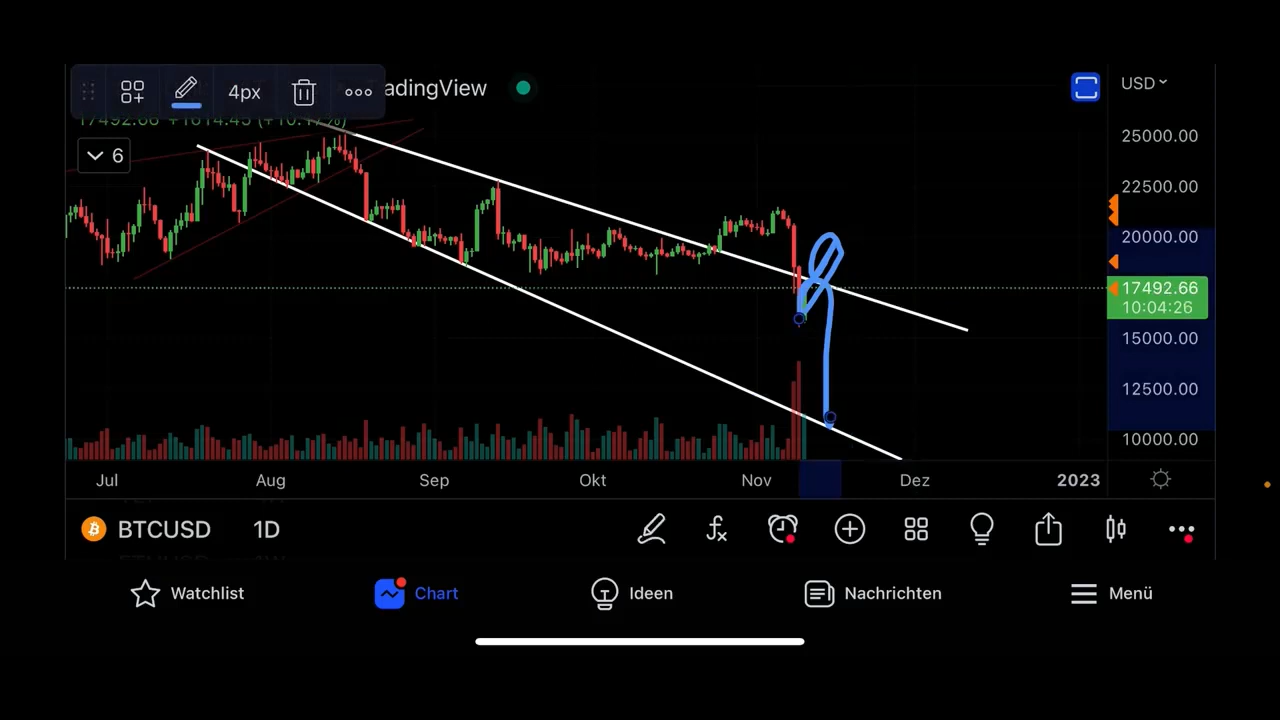 4px
adingView
USD
17492.66 +1614.45 (+10.17%)
6
25000.00
22500.00
20000.00
17492.66
10:04:26
15000.00
12500.00
10000.00
Jul Aug Sep Okt Nov Dez 2023
BTCUSD 1D
Watchlist Chart Ideen Nachrichten Menü